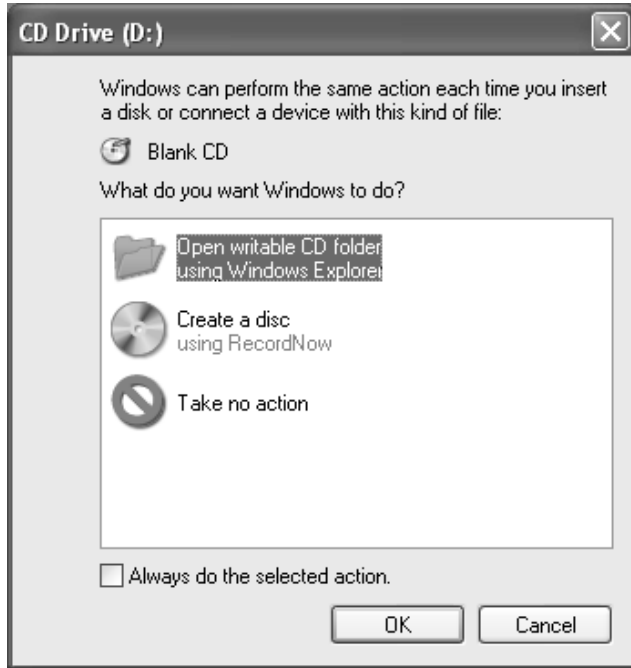 CD Drive (D:)
Windows can perform the same action each time you insert
a disk or connect a device with this kind of file:
Blank CD
What do you want Windows to do?
Open writable CD folder
using Windows Explorer
Create a disc
using RecordNow
Take no action
Always do the selected action.
OK
Cancel